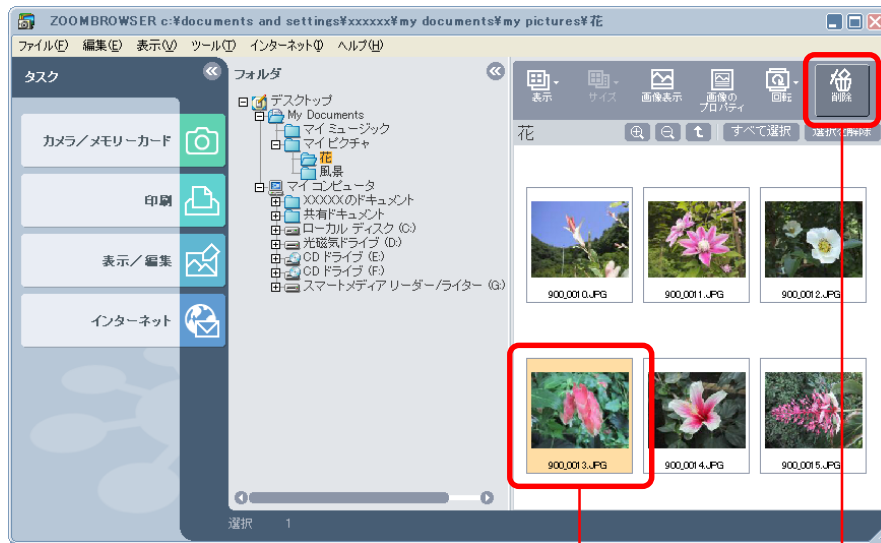 ZOOMBROWSER c:¥documents and settings¥xxxxxx¥my documents¥my pictures¥花
ファイル(F) 編集(E) 表示(V) ツール(T) インターネット(I) ヘルプ(H)
タスク
カメラ／メモリーカード
印刷
表示／編集
インターネット
フォルダ
デスクトップ
My Documents
マイ ミュージック
マイ ピクチャ
花
風景
マイ コンピュータ
XXXXXのドキュメント
共有ドキュメント
ローカル ディスク (C:)
光磁気ドライブ (D:)
CD ドライブ (E:)
CD ドライブ (F:)
スマートメディア リーダー/ライター (G:)
表示 サイズ 画像表示 画像のプロパティ 回転 削除
花 すべて選択 選択を解除
900_0010.JPG 900_0011.JPG 900_0012.JPG
900_0013.JPG 900_0014.JPG 900_0015.JPG
選択 1